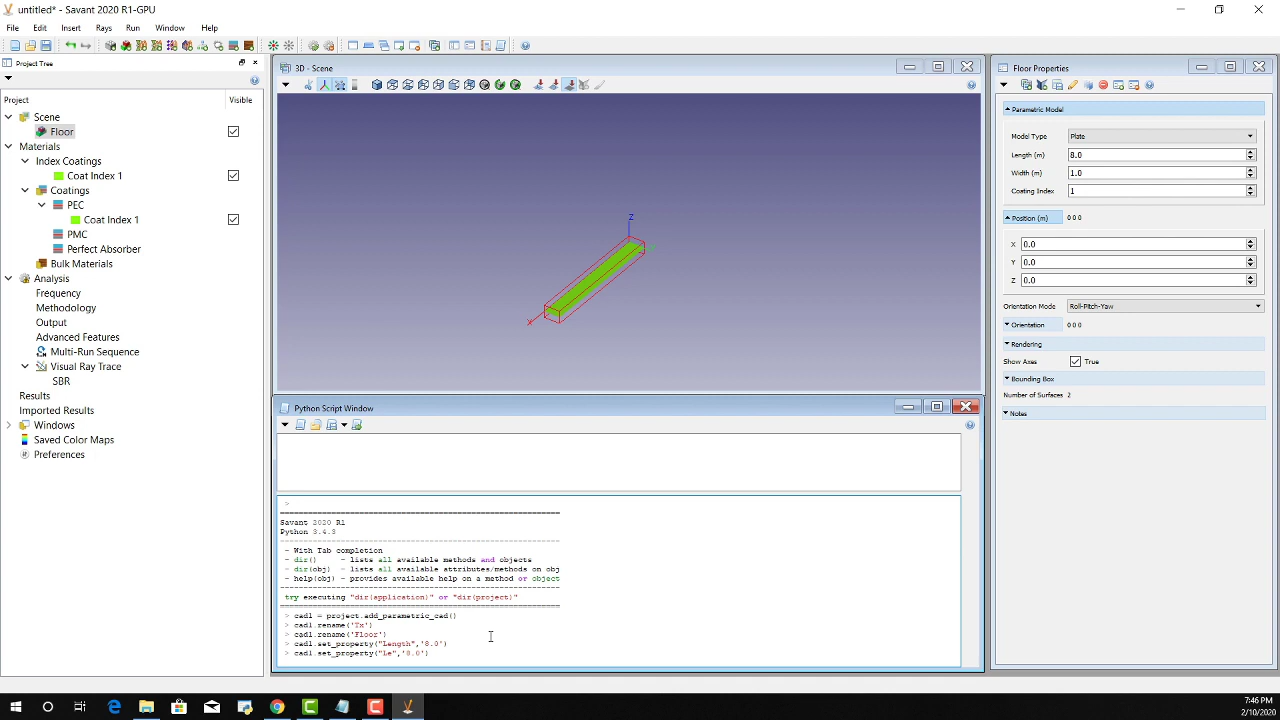 untitled* - Savant 2020 R1-GPU
File Edit Insert Rays Run Window Help
Project Tree
Project Visible
Scene
Floor
Materials
Index Coatings
Coat Index 1
Coatings
PEC
Coat Index 1
PMC
Perfect Absorber
Bulk Materials
Analysis
Frequency
Methodology
Output
Advanced Features
Multi-Run Sequence
Visual Ray Trace
SBR
Results
Imported Results
Windows
Saved Color Maps
Preferences
3D - Scene
Z
X
Python Script Window
>
============================================================
Savant 2020 R1
Python 3.4.3
------------------------------------------------------------
- With Tab completion
- dir() - lists all available methods and objects
- dir(obj) - lists all available attributes/methods on obj
- help(obj) - provides available help on a method or object
------------------------------------------------------------
try executing "dir(application)" or "dir(project)"
============================================================
> cad1 = project.add_parametric_cad()
> cad1.rename('Tx')
> cad1.rename('Floor')
> cad1.set_property("Length",'8.0')
> cad1.set_property("Le",'8.0')
Floor Properties
Parametric Model
Model Type Plate
Length (m) 8.0
Width (m) 1.0
Coating Index 1
Position (m) 0 0 0
X 0.0
Y 0.0
Z 0.0
Orientation Mode Roll-Pitch-Yaw
Orientation 0 0 0
Rendering
Show Axes True
Bounding Box
Number of Surfaces 2
Notes
7:46 PM
2/10/2020